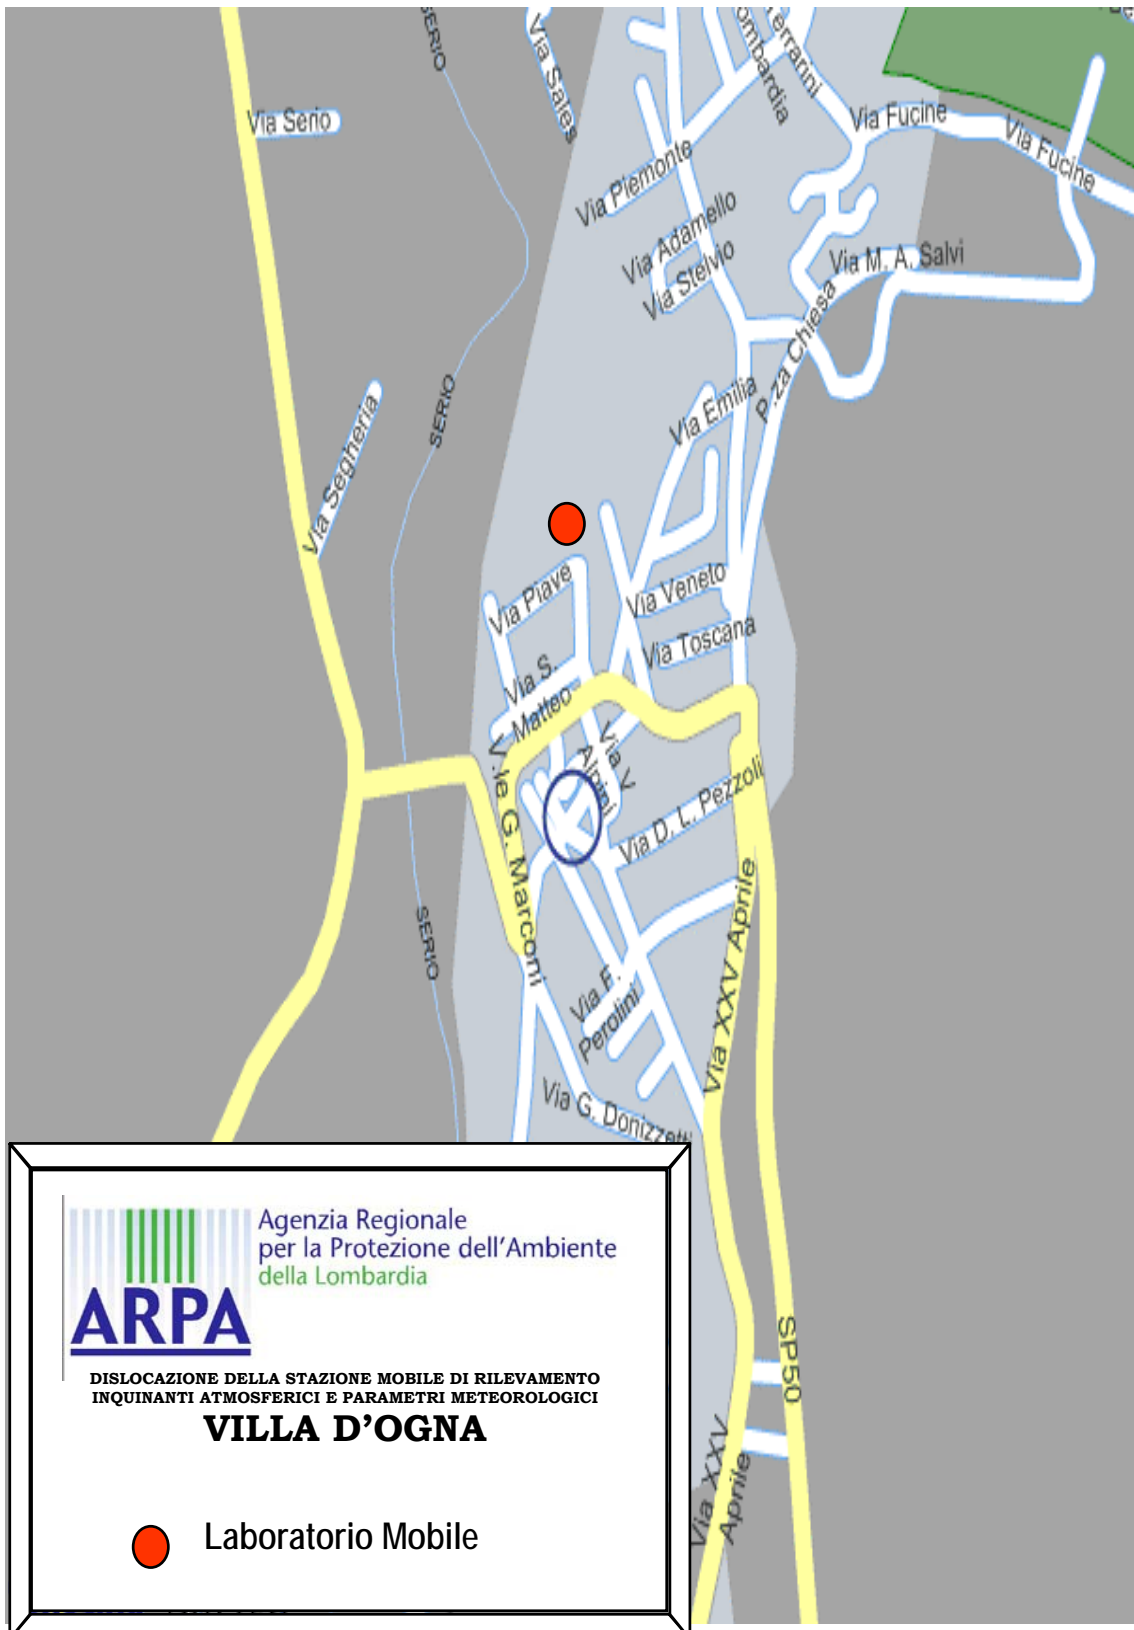 SERIO
Via Sales
Lombardia
Terrarini
Via Serio
Via Fucine
Via Fucine
Via Piemonte
Via Adamello
Via Stelvio
Via M. A. Salvi
P.za Chiesa
SERIO
Via Emilia
Via Segheria
Via Piave
Via Veneto
Via Toscana
Via S.
Matteo
V.le G. Marconi
Via V
Alpini
Via D. L. Pezzoli
SERIO
Via XXV Aprile
Via F.
Perolini
Via G. Donizzetti
SP50
Via XXV
Aprile
ARPA
Agenzia Regionale
per la Protezione dell'Ambiente
della Lombardia
DISLOCAZIONE DELLA STAZIONE MOBILE DI RILEVAMENTO
INQUINANTI ATMOSFERICI E PARAMETRI METEOROLOGICI
VILLA D’OGNA
Laboratorio Mobile